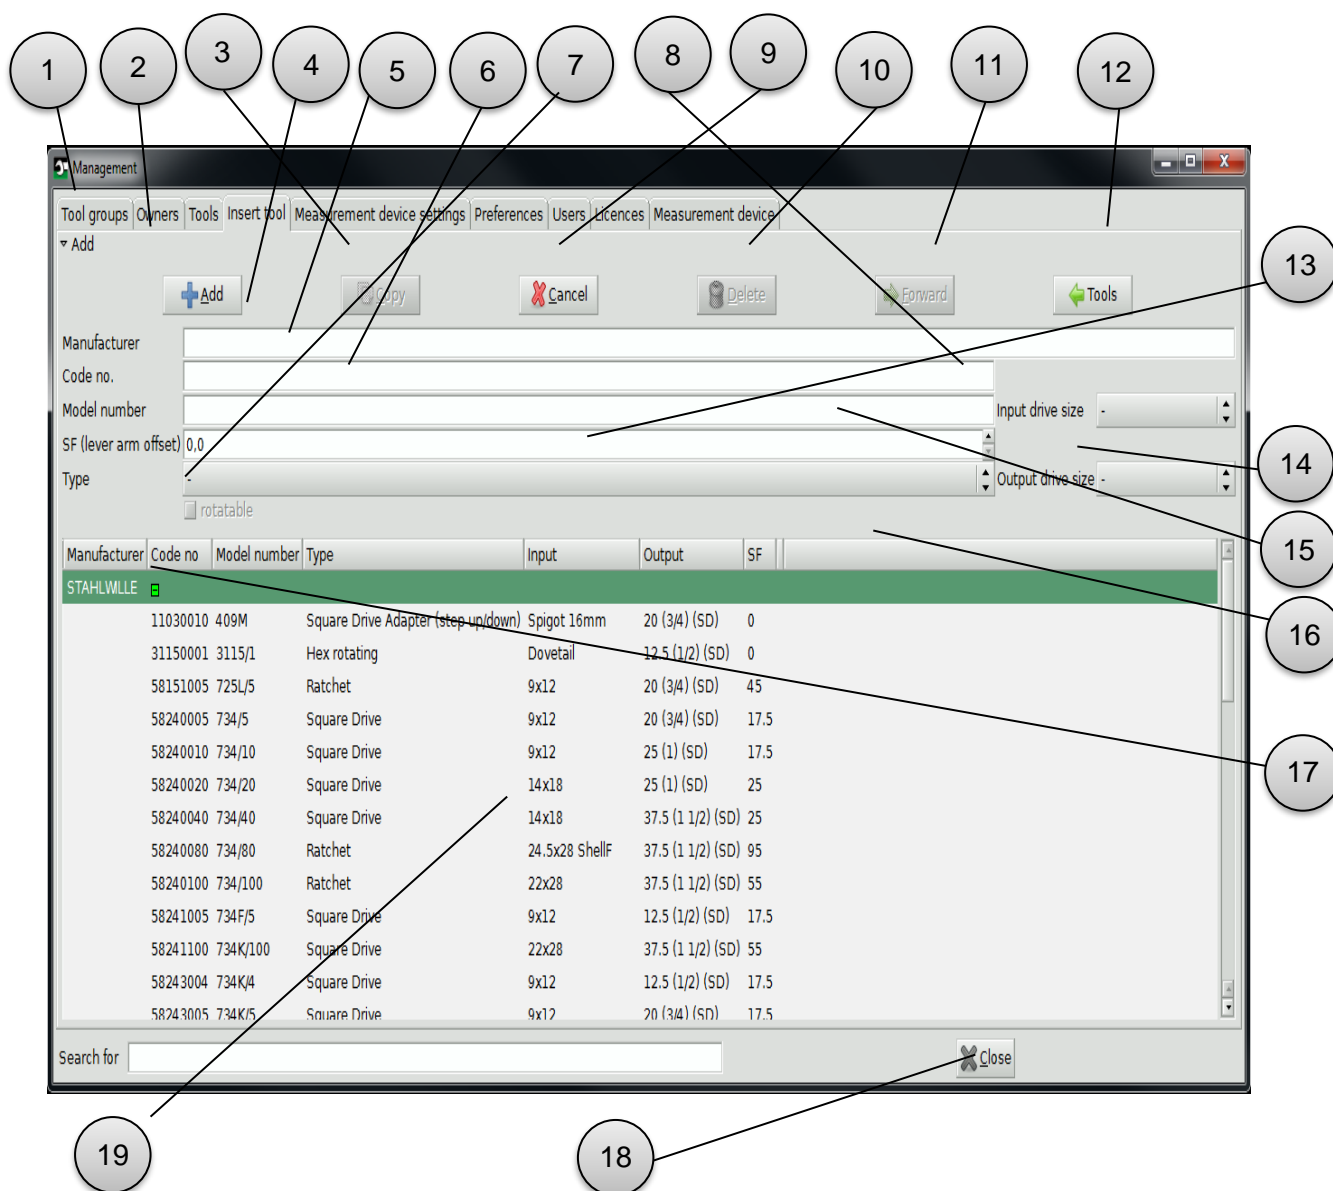 1 2 3 4 5 6 7 8 9 10 11 12
Management
Tool groups Owners Tools Insert tool Measurement device settings Preferences Users Licences Measurement device
Add
Add Copy Cancel Delete Forward Tools
13
Manufacturer
Code no.
Model number Input drive size -
SF (lever arm offset) 0,0
14
Type - Output drive size -
rotatable
15
Manufacturer Code no Model number Type Input Output SF
STAHLWILLE
11030010 409M Square Drive Adapter (step up/down) Spigot 16mm 20 (3/4) (SD) 0
16
31150001 3115/1 Hex rotating Dovetail 12.5 (1/2) (SD) 0
58151005 725L/5 Ratchet 9x12 20 (3/4) (SD) 45
58240005 734/5 Square Drive 9x12 20 (3/4) (SD) 17.5
58240010 734/10 Square Drive 9x12 25 (1) (SD) 17.5
17
58240020 734/20 Square Drive 14x18 25 (1) (SD) 25
58240040 734/40 Square Drive 14x18 37.5 (1 1/2) (SD) 25
58240080 734/80 Ratchet 24.5x28 ShellF 37.5 (1 1/2) (SD) 95
58240100 734/100 Ratchet 22x28 37.5 (1 1/2) (SD) 55
58241005 734F/5 Square Drive 9x12 12.5 (1/2) (SD) 17.5
58241100 734K/100 Square Drive 22x28 37.5 (1 1/2) (SD) 55
58243004 734K/4 Square Drive 9x12 12.5 (1/2) (SD) 17.5
58243005 734K/5 Square Drive 9x12 20 (3/4) (SD) 17.5
Search for Close
19 18